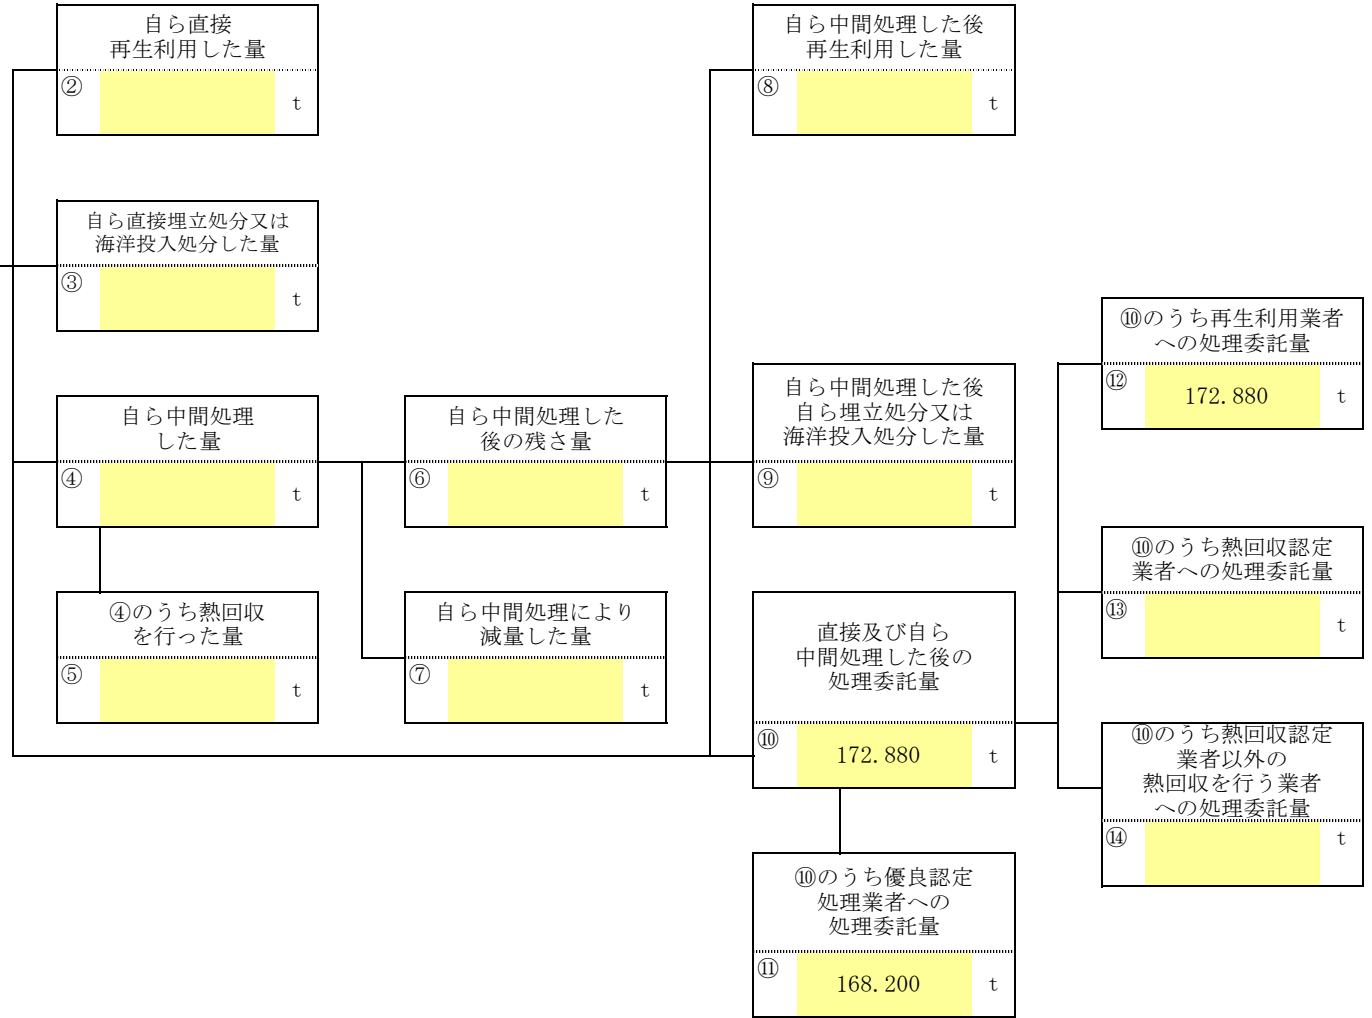 自ら直接
再生利用した量
②
t
自ら中間処理した後
再生利用した量
⑧
t
自ら直接埋立処分又は
海洋投入処分した量
③
t
⑩のうち再生利用業者
への処理委託量
⑫
172.880
t
自ら中間処理
した量
④
t
自ら中間処理した
後の残さ量
⑥
t
自ら中間処理した後
自ら埋立処分又は
海洋投入処分した量
⑨
t
⑩のうち熱回収認定
業者への処理委託量
⑬
t
④のうち熱回収
を行った量
⑤
t
自ら中間処理により
減量した量
⑦
t
直接及び自ら
中間処理した後の
処理委託量
⑩
172.880
t
⑩のうち熱回収認定
業者以外の
熱回収を行う業者
への処理委託量
⑭
t
⑩のうち優良認定
処理業者への
処理委託量
⑪
168.200
t